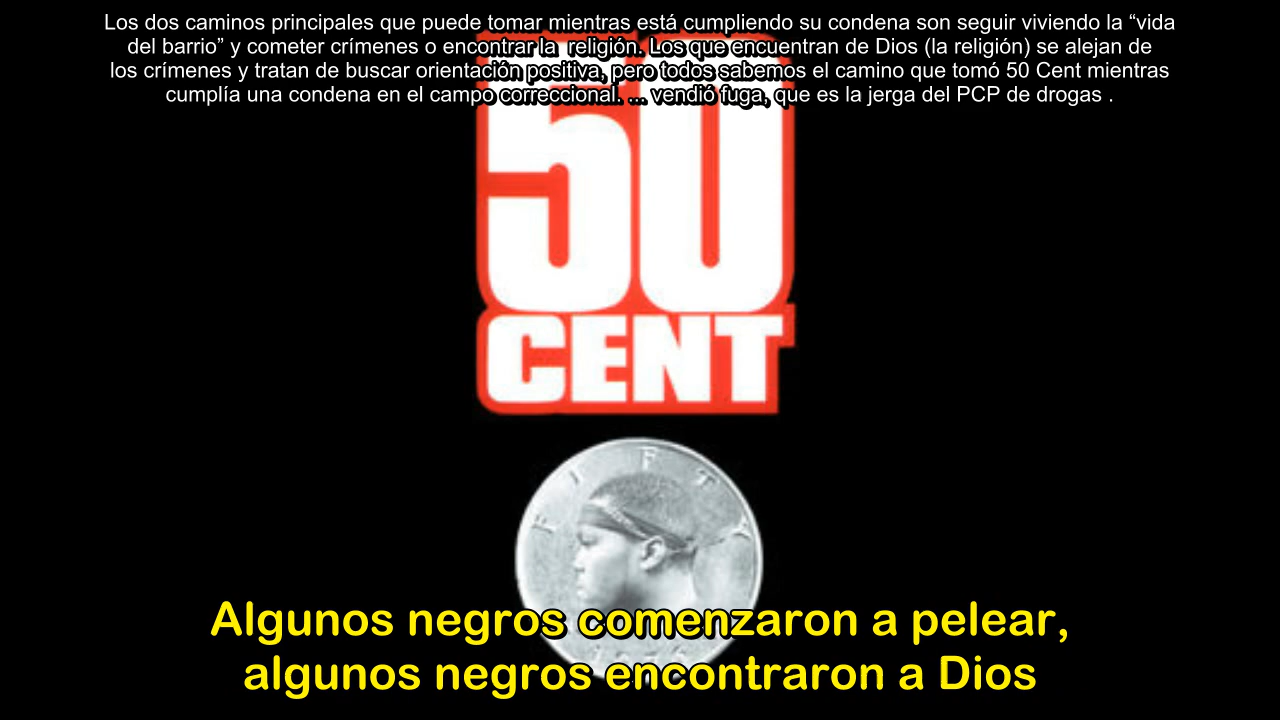 Los dos caminos principales que puede tomar mientras está cumpliendo su condena son seguir viviendo la “vida
del barrio” y cometer crímenes o encontrar la  religión. Los que encuentran de Dios (la religión) se alejan de
los crímenes y tratan de buscar orientación positiva, pero todos sabemos el camino que tomó 50 Cent mientras
cumplía una condena en el campo correccional. ... vendió fuga, que es la jerga del PCP de drogas .
50
CENT
FIFTY
Algunos negros comenzaron a pelear,
algunos negros encontraron a Dios